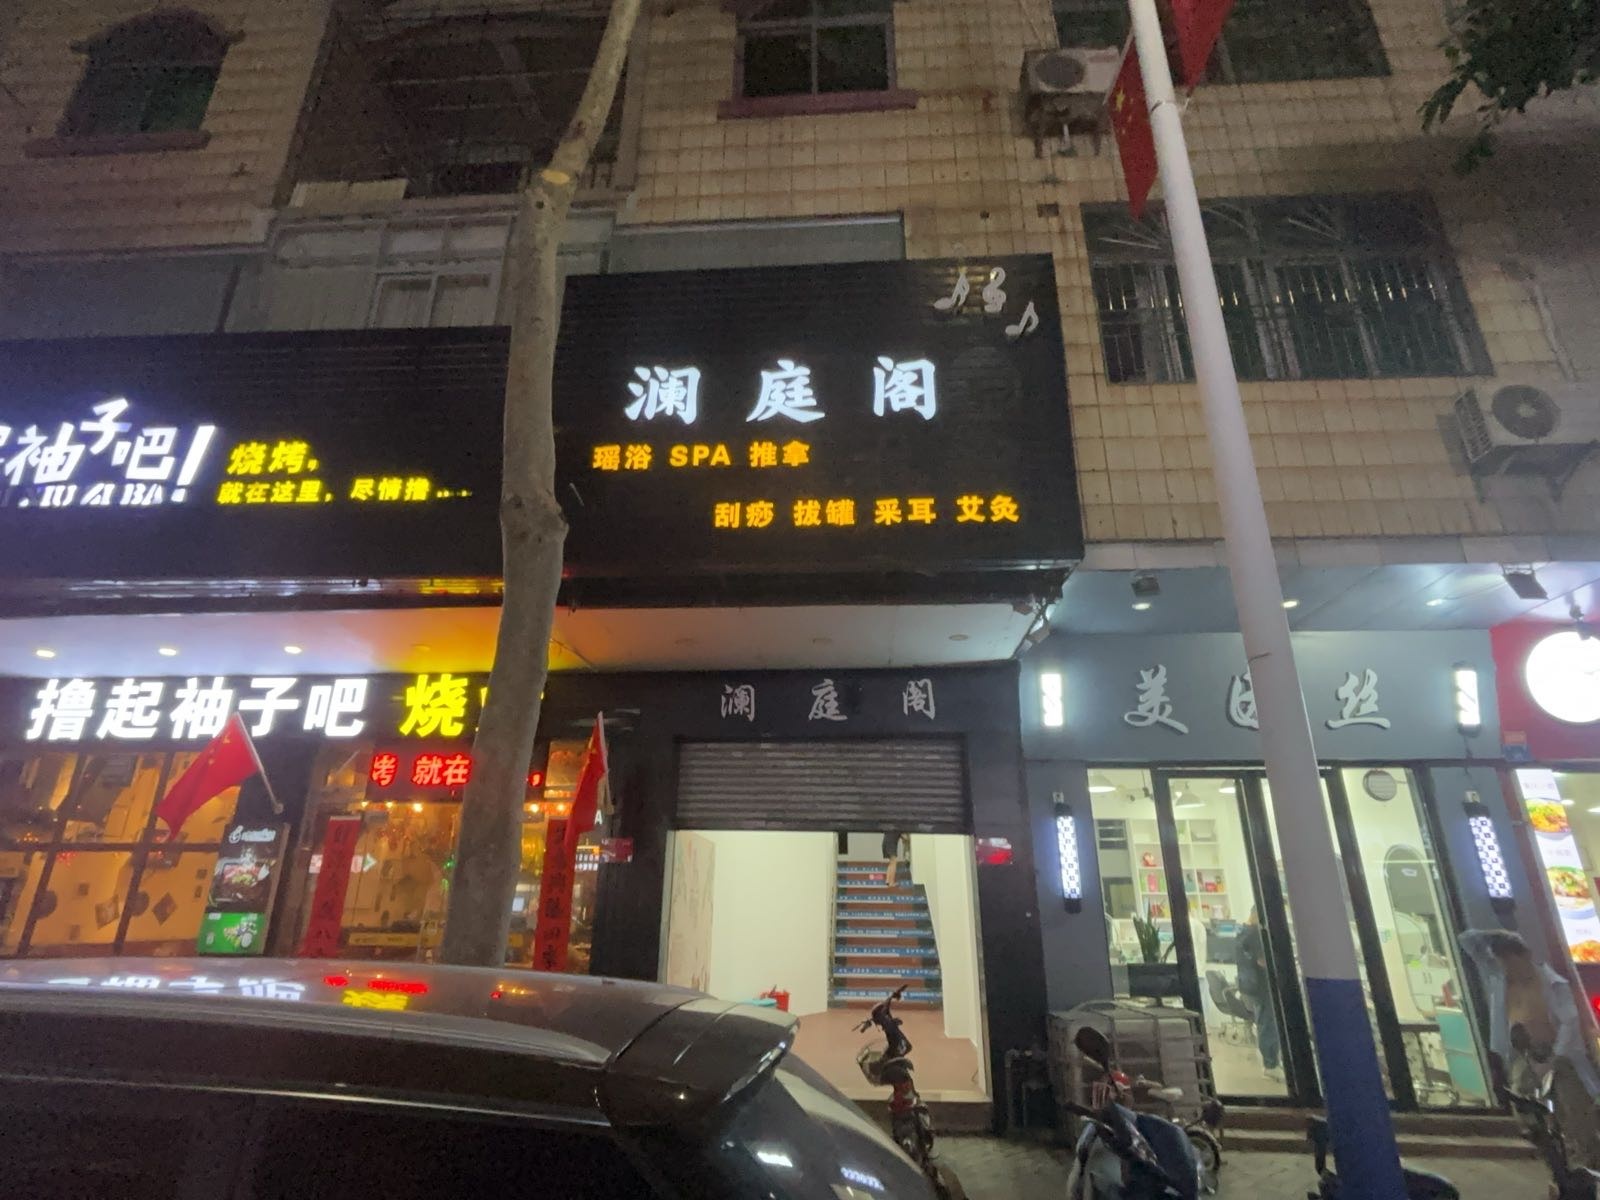 袖子吧!
烧烤,
就在这里，尽情撸......
澜庭阁
瑶浴 SPA 推拿
刮痧 拔罐 采耳 艾灸
撸起袖子吧 烧
烤 就在
澜庭阁
美 丝